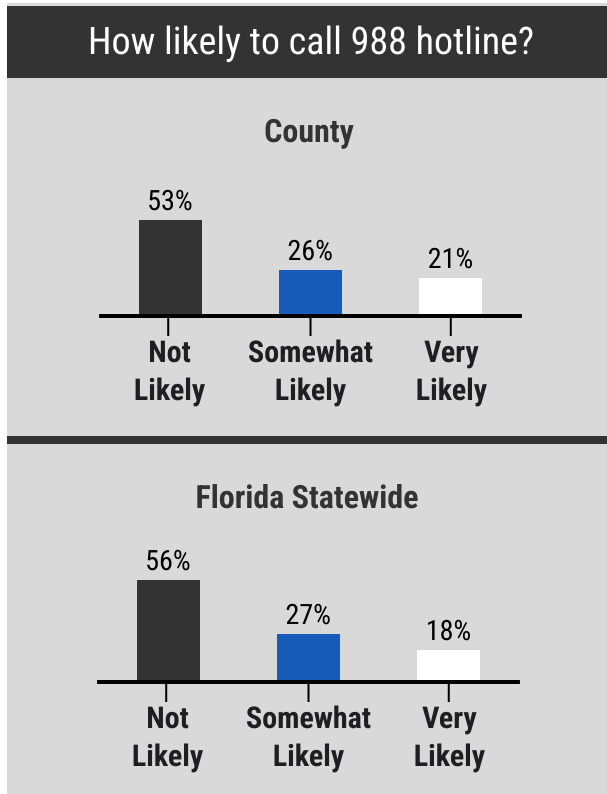 How likely to call 988 hotline?
County
53%
26%
21%
Not Likely
Somewhat Likely
Very Likely
Florida Statewide
56%
27%
18%
Not Likely
Somewhat Likely
Very Likely